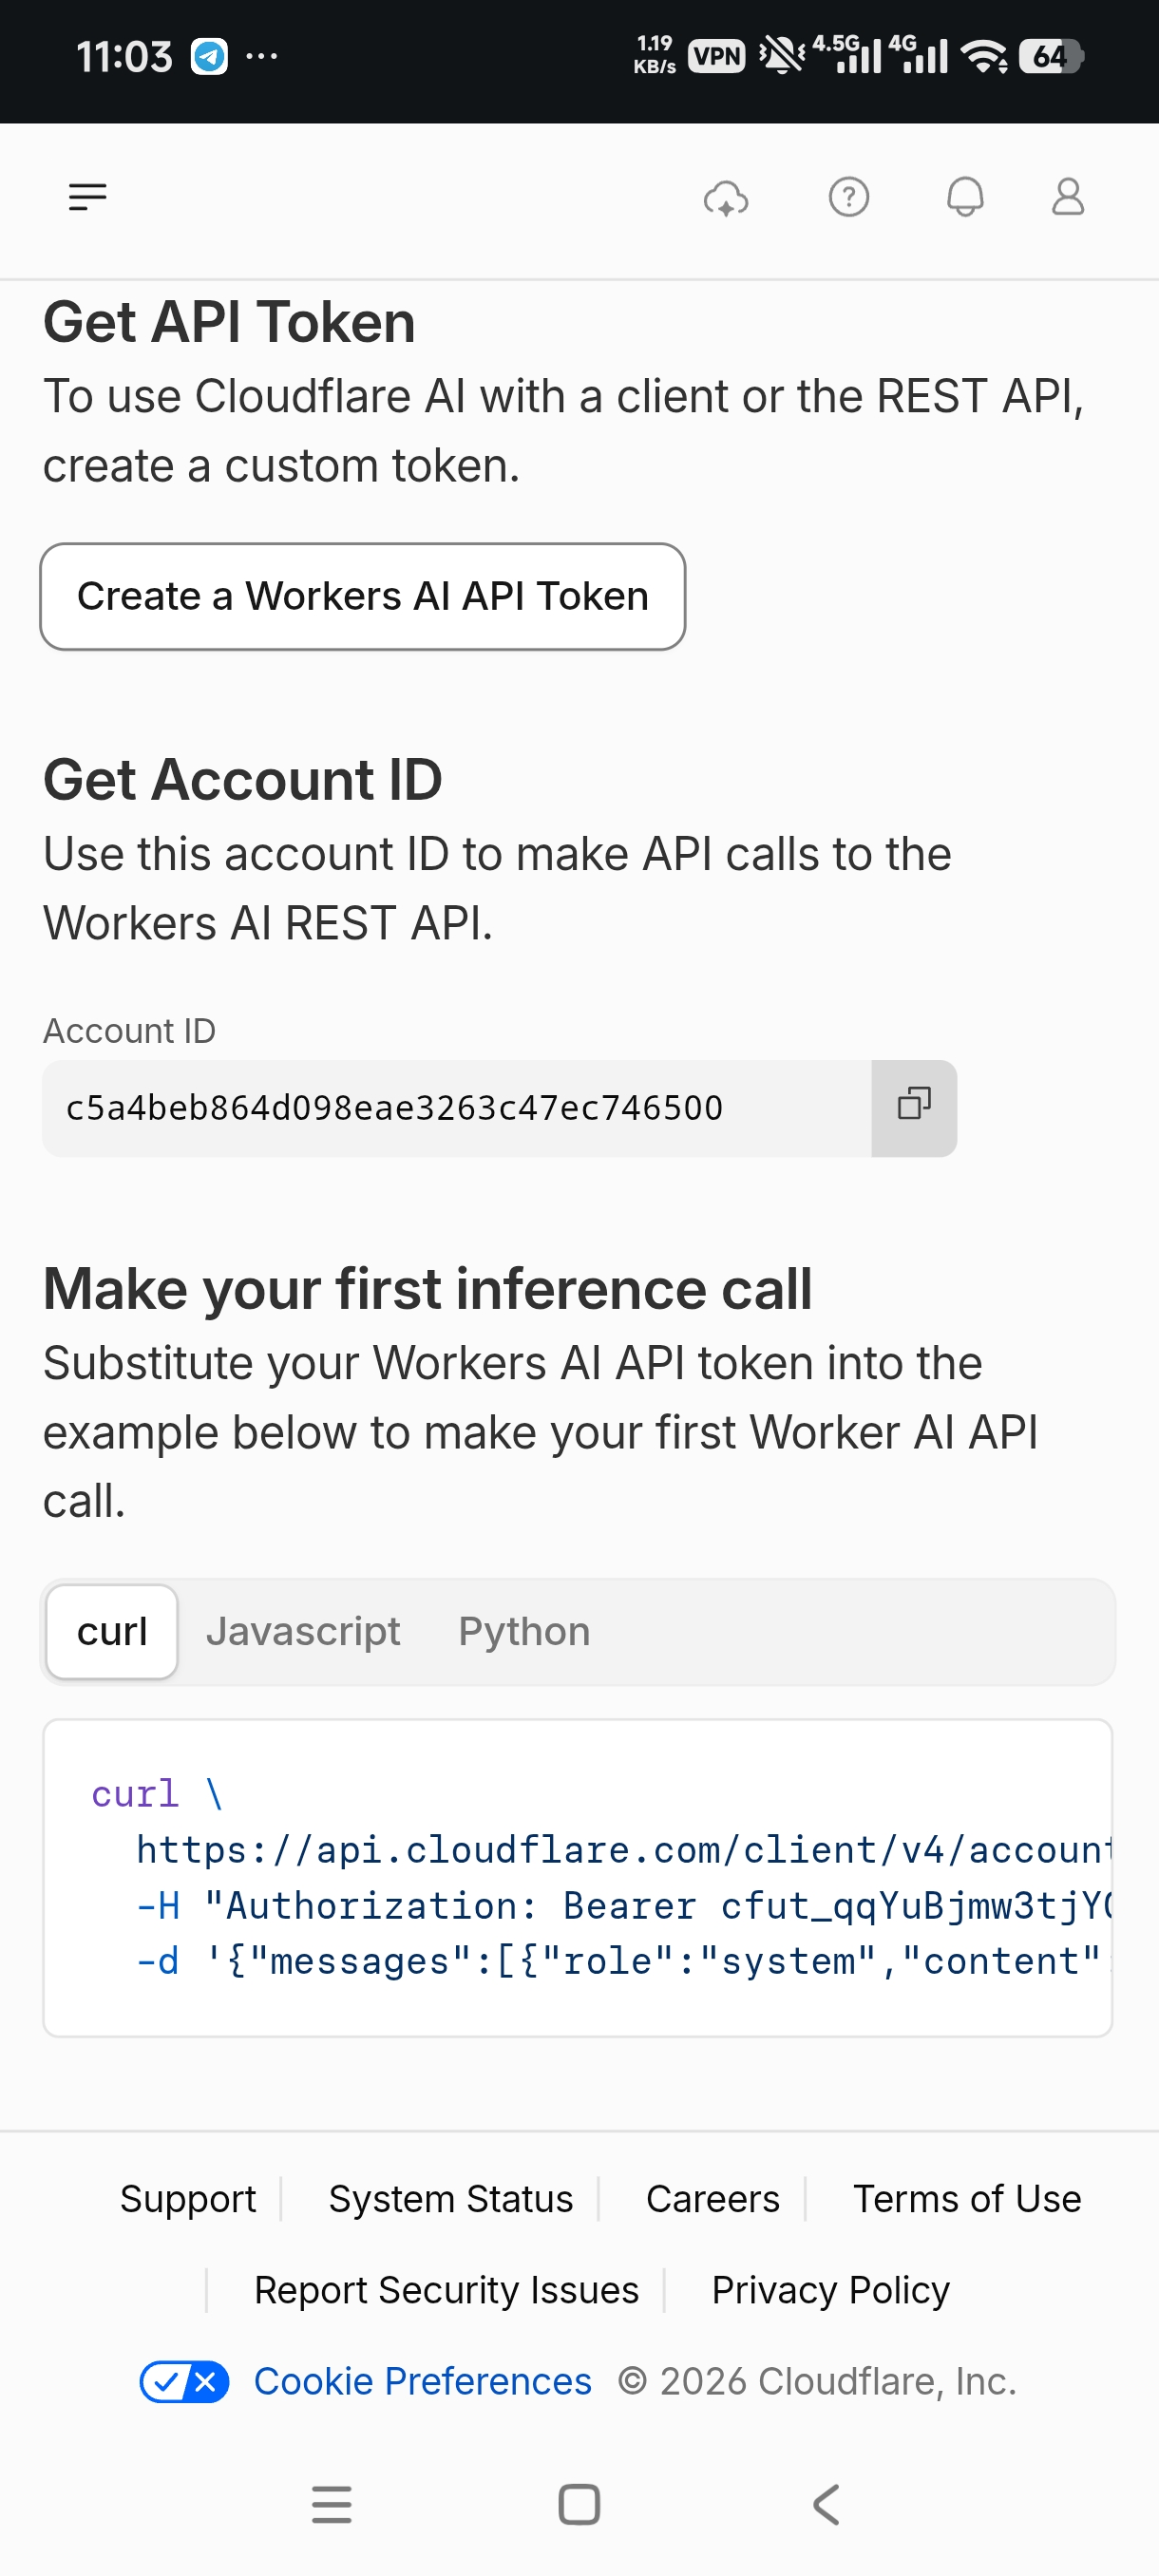 11:03 ...
1.19 KB/s VPN 4.5G 4G 64
Get API Token
To use Cloudflare AI with a client or the REST API,
create a custom token.
Create a Workers AI API Token
Get Account ID
Use this account ID to make API calls to the
Workers AI REST API.
Account ID
c5a4beb864d098eae3263c47ec746500
Make your first inference call
Substitute your Workers AI API token into the
example below to make your first Worker AI API
call.
curl Javascript Python
curl \
https://api.cloudflare.com/client/v4/account
-H "Authorization: Bearer cfut_qqYuBjmw3tjY
-d '{"messages":[{"role":"system","content"
Support System Status Careers Terms of Use
Report Security Issues Privacy Policy
Cookie Preferences © 2026 Cloudflare, Inc.